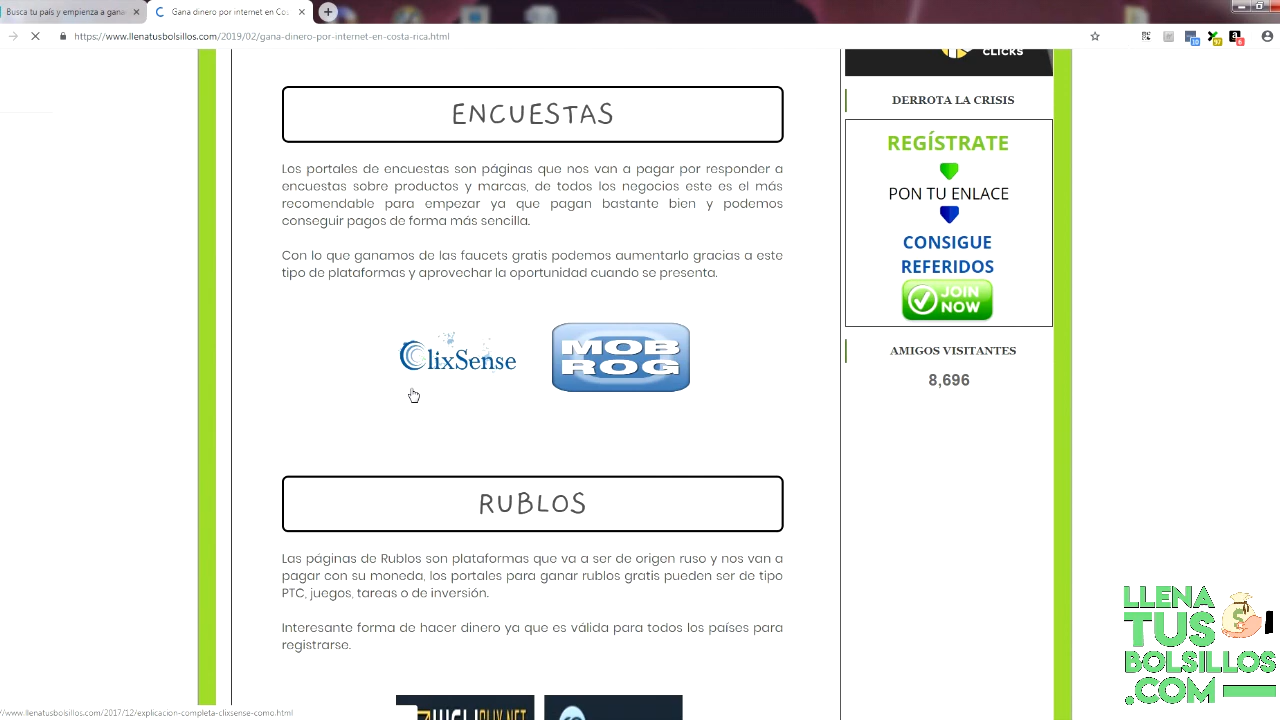 Busca tu país y empienza a gana
Gana dinero por internet en Co
https://www.llenatusbolsillos.com/2019/02/gana-dinero-por-internet-en-costa-rica.html
CLICKS
ENCUESTAS
Los portales de encuestas son páginas que nos van a pagar por responder a
encuestas sobre productos y marcas, de todos los negocios este es el más
recomendable para empezar ya que pagan bastante bien y podemos
conseguir pagos de forma más sencilla.
Con lo que ganamos de las faucets gratis podemos aumentarlo gracias a este
tipo de plataformas y aprovechar la oportunidad cuando se presenta.
ClixSense
MOB
ROG
RUBLOS
Las páginas de Rublos son plataformas que va a ser de origen ruso y nos van a
pagar con su moneda, los portales para ganar rublos gratis pueden ser de tipo
PTC, juegos, tareas o de inversión.
Interesante forma de hacer dinero ya que es válida para todos los países para
registrarse.
DERROTA LA CRISIS
REGÍSTRATE
PON TU ENLACE
CONSIGUE
REFERIDOS
JOIN
NOW
AMIGOS VISITANTES
8,696
LLENA
TUS
BOLSILLOS
.COM
//www.llenatusbolsillos.com/2017/12/explicacion-completa-clixsense-como.html